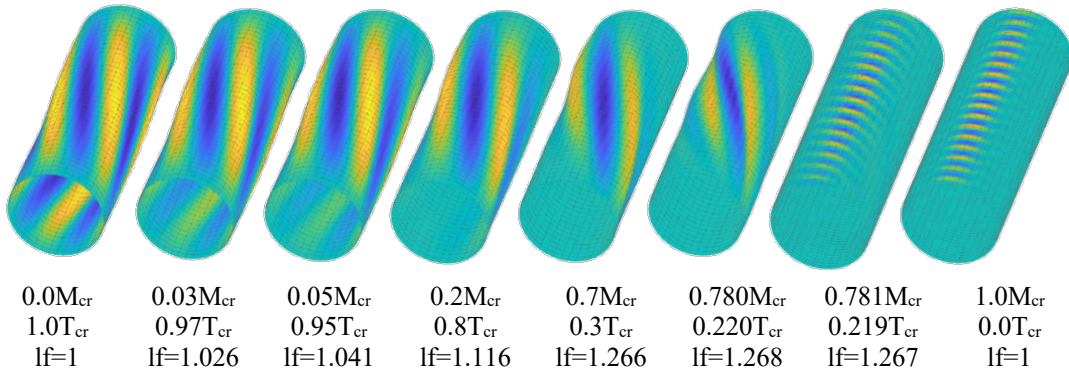 0.0Mcr 0.03Mcr 0.05Mcr 0.2Mcr 0.7Mcr 0.780Mcr 0.781Mcr 1.0Mcr
1.0Tcr 0.97Tcr 0.95Tcr 0.8Tcr 0.3Tcr 0.220Tcr 0.219Tcr 0.0Tcr
lf=1 lf=1.026 lf=1.041 lf=1.116 lf=1.266 lf=1.268 lf=1.267 lf=1